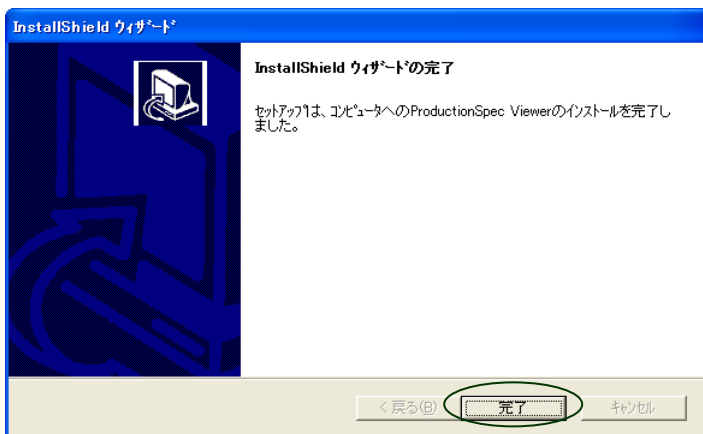 InstallShield ｳｨｻﾞｰﾄﾞ
InstallShield ｳｨｻﾞｰﾄﾞの完了
ｾｯﾄｱｯﾌﾟは、ｺﾝﾋﾟｭｰﾀへのProductionSpec Viewerのｲﾝｽﾄｰﾙを完了し
ました。
< 戻る(B)
完了
ｷｬﾝｾﾙ